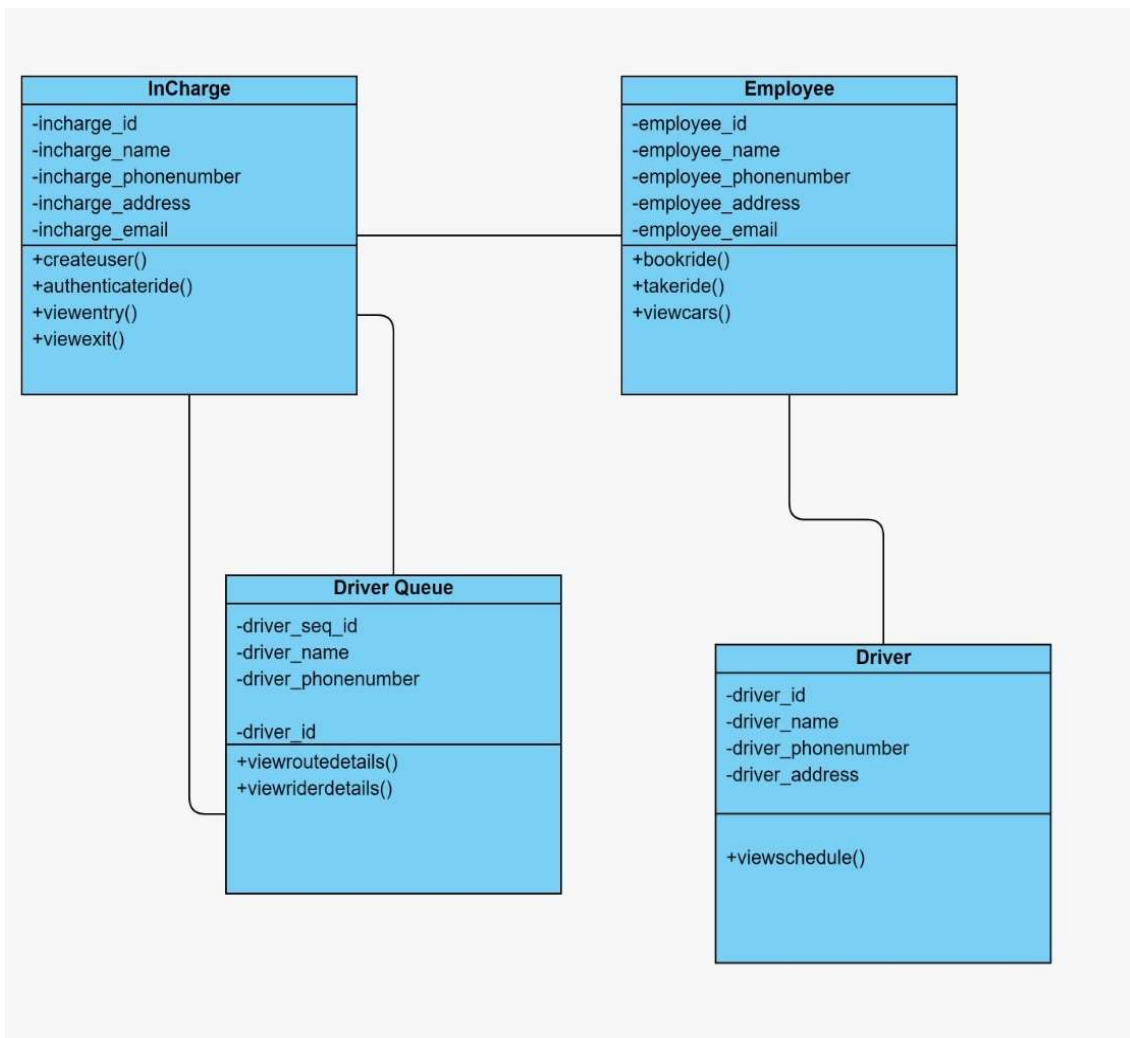 InCharge
-incharge_id
-incharge_name
-incharge_phonenumber
-incharge_address
-incharge_email
+createuser()
+authenticateride()
+viewentry()
+viewexit()
Employee
-employee_id
-employee_name
-employee_phonenumber
-employee_address
-employee_email
+bookride()
+takeride()
+viewcars()
Driver Queue
-driver_seq_id
-driver_name
-driver_phonenumber
-driver_id
+viewroutedetails()
+viewriderdetails()
Driver
-driver_id
-driver_name
-driver_phonenumber
-driver_address
+viewschedule()